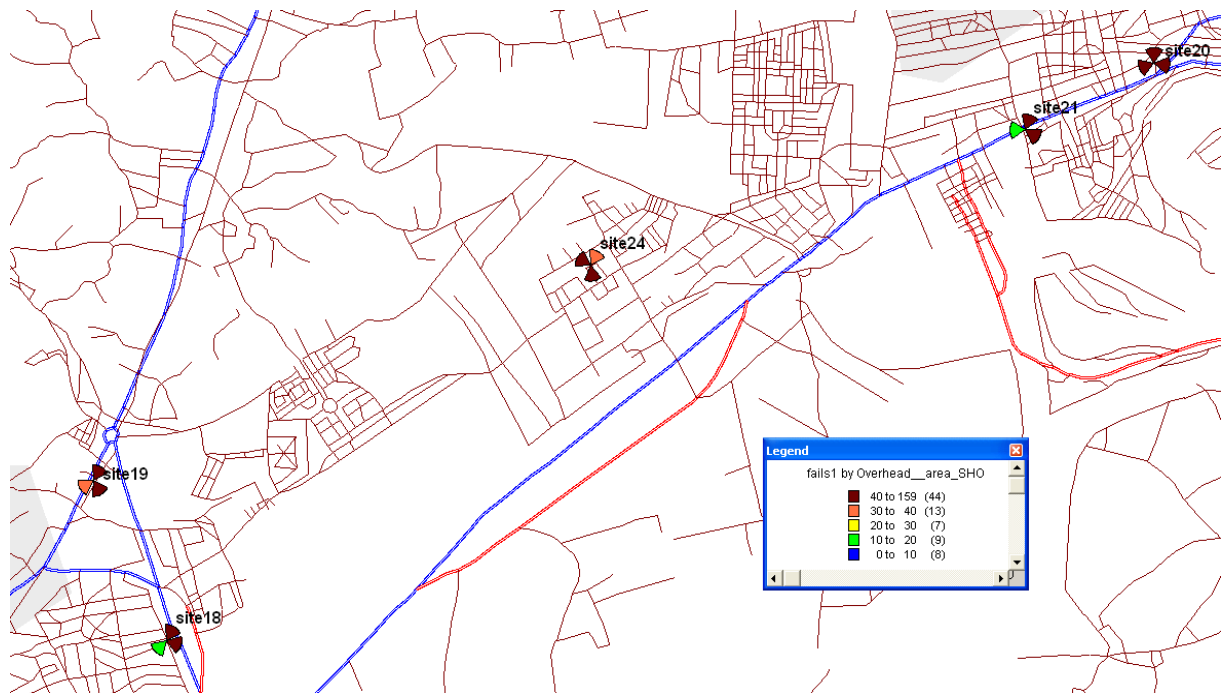 site20
site21
site24
site19
site18
Legend
fails1 by Overhead__area_SHO
40 to 159 (44)
30 to 40 (13)
20 to 30 (7)
10 to 20 (9)
0 to 10 (8)